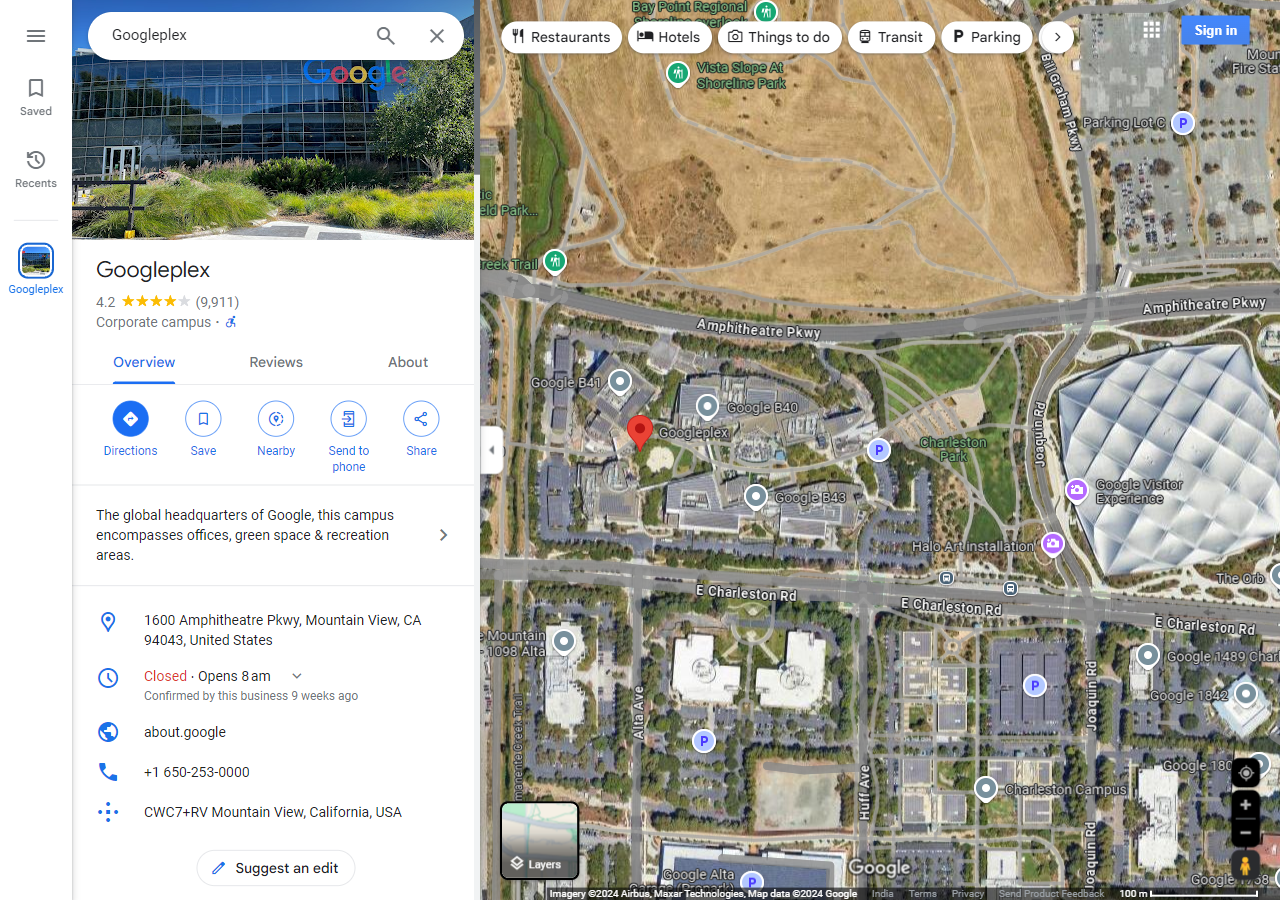 Googleplex
Saved
Recents
Googleplex
Google
Googleplex
4.2 (9,911)
Corporate campus ·
Overview
Reviews
About
Directions
Save
Nearby
Send to
phone
Share
The global headquarters of Google, this campus
encompasses offices, green space & recreation
areas.
1600 Amphitheatre Pkwy, Mountain View, CA
94043, United States
Closed · Opens 8 am
Confirmed by this business 9 weeks ago
about.google
+1 650-253-0000
CWC7+RV Mountain View, California, USA
Suggest an edit
Restaurants
Hotels
Things to do
Transit
P Parking
Sign in
Bay Point Regional
Shoreline overlook
Vista Slope At
Shoreline Park
Bill Graham Pkwy
Fire Stat
Parking Lot C
P
eld Park...
reek Trail
Amphitheatre Pkwy
Amphitheatre Pkwy
Google B41
Google B40
Googleplex
P
Charleston
Park
Joaquin Rd
Google Visitor
Experience
Google B43
Halo Art installation
The Orb
E Charleston Rd
E Charleston Rd
E Charleston Rd
e Mountain
- 1098 Alta
Google 1489 Charl
Google 1842
P
Joaquin Rd
Alta Ave
P
manente Creek Trail
Google 180
Huff Ave
Charleston Campus
Joaquin Rd
Layers
Google
Google Alta
P
Imagery ©2024 Airbus, Maxar Technologies, Map data ©2024 Google
India
Terms
Privacy
Send Product Feedback
100 m